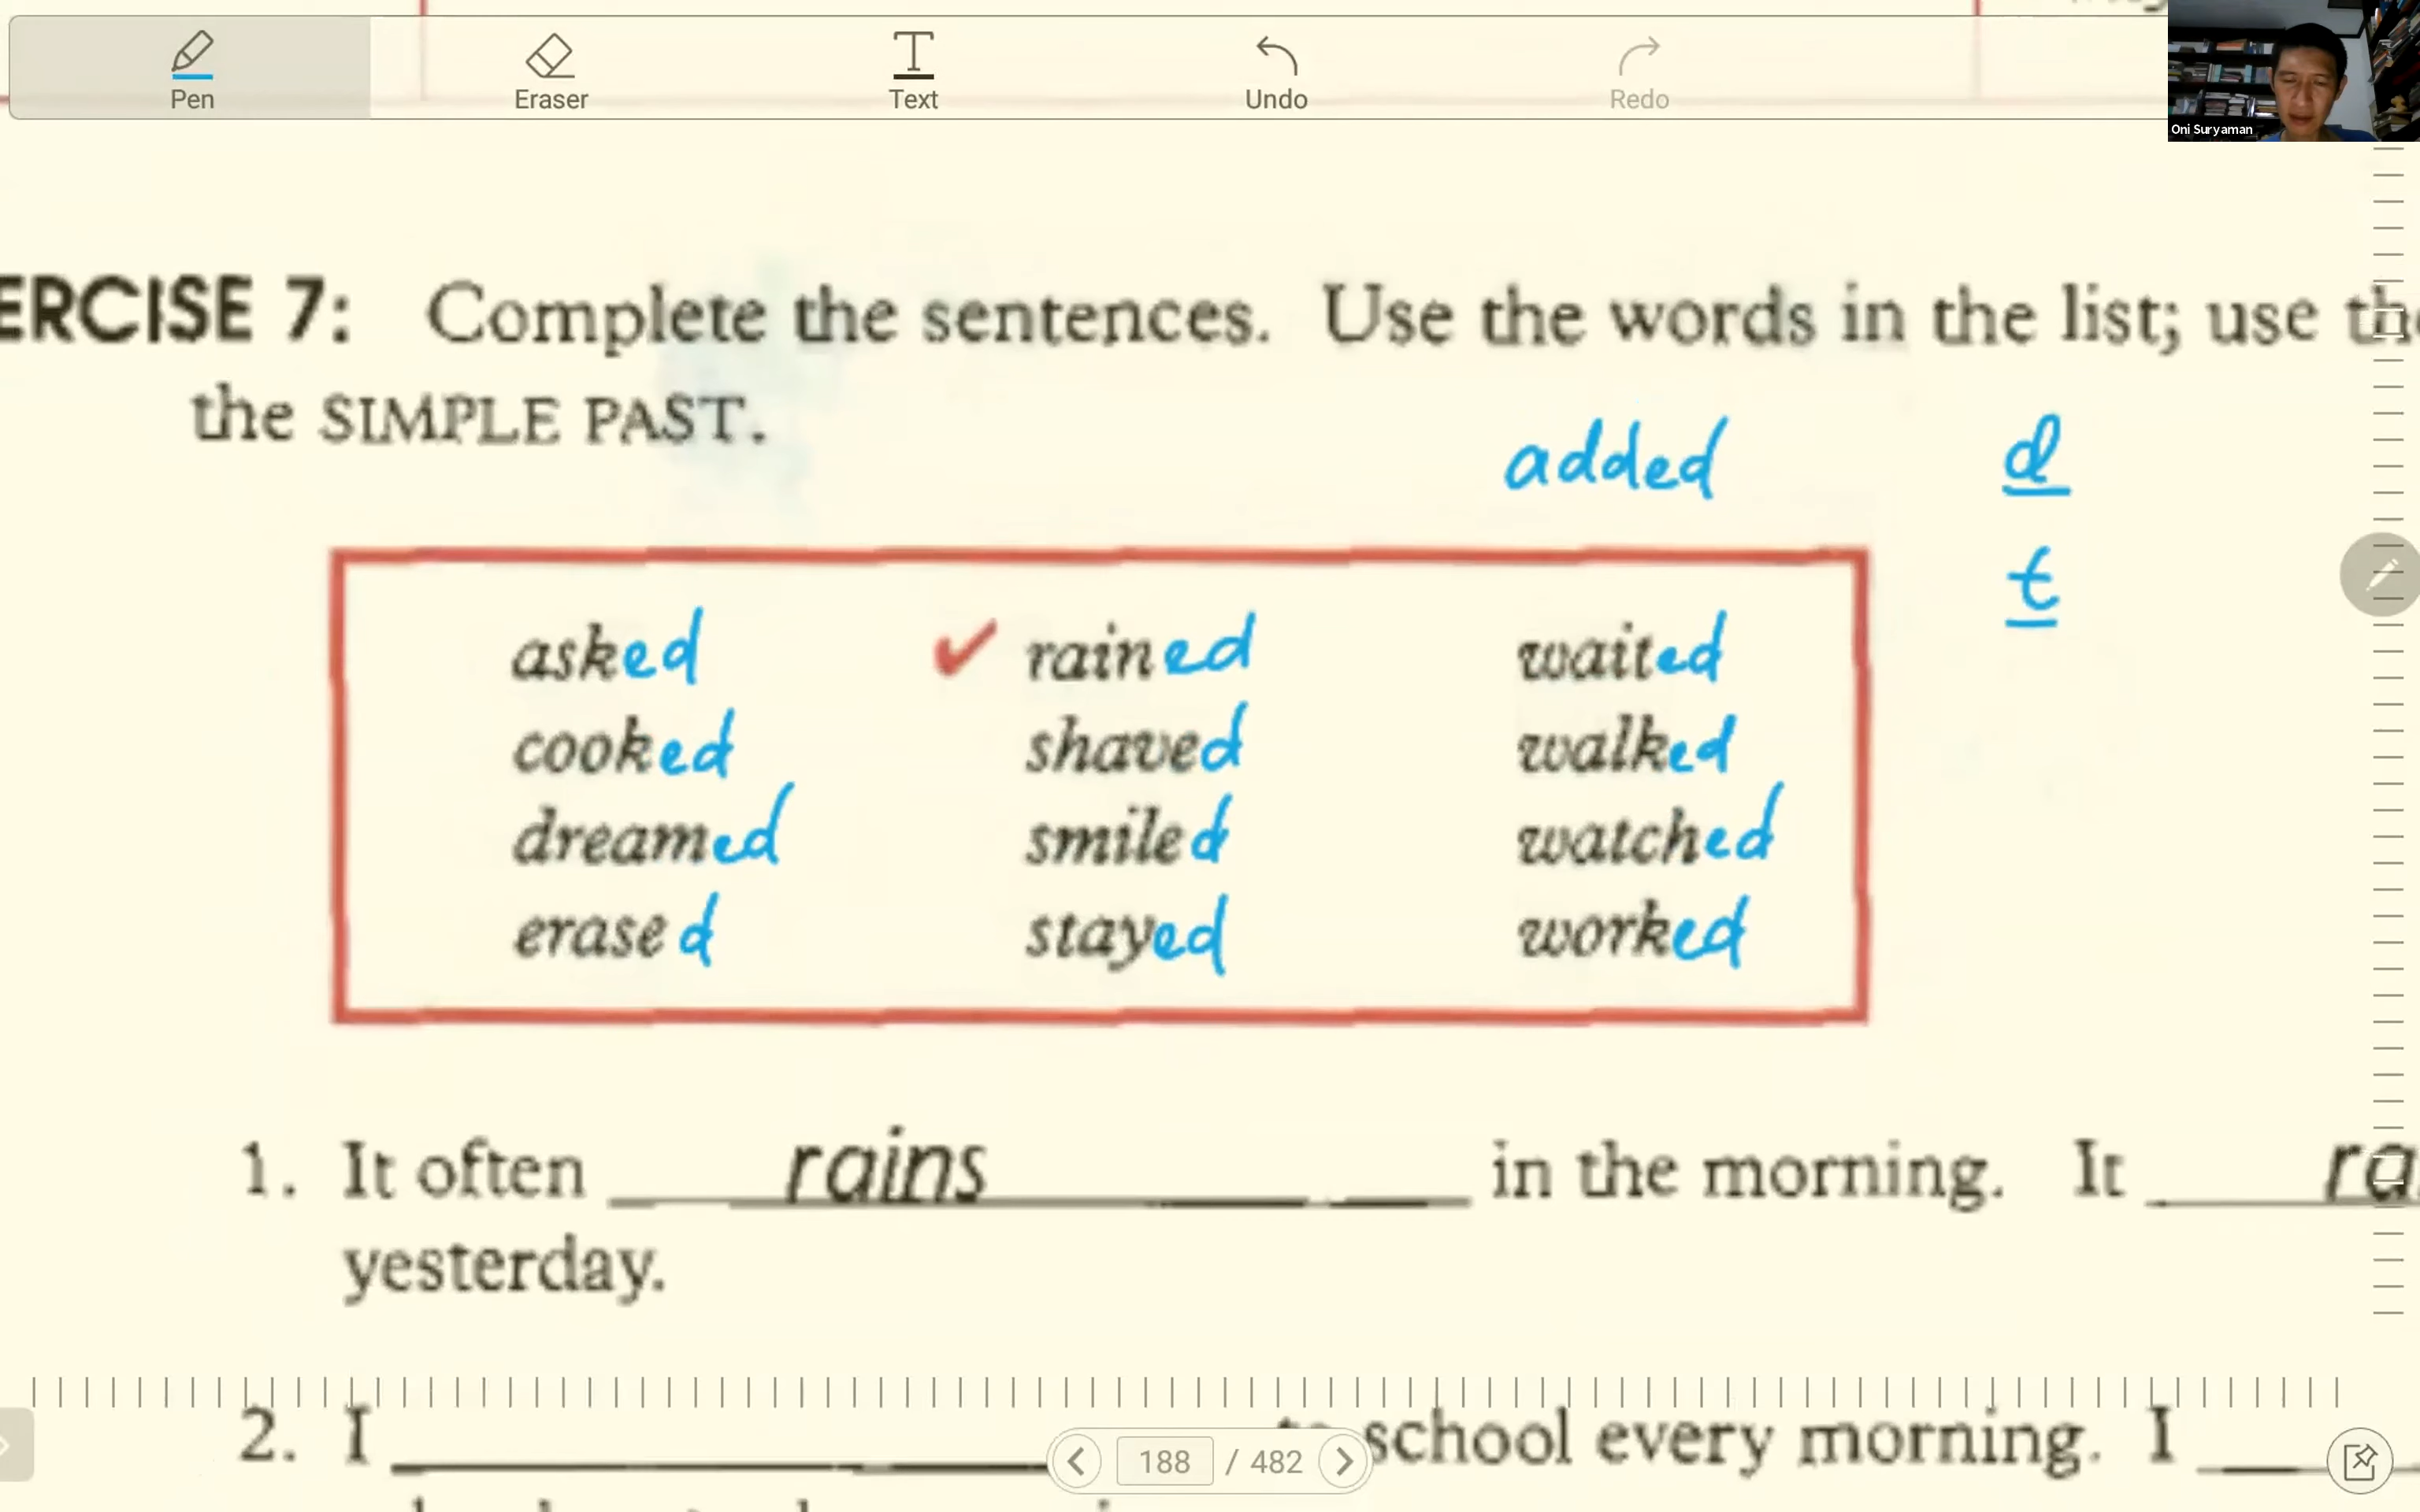 Pen Eraser Text Undo Redo
Oni Suryaman
ERCISE 7: Complete the sentences. Use the words in the list; use
the SIMPLE PAST.
added d
t
asked ✔ rained waited
cooked shaved walked
dreamed smiled watched
erased stayed worked
1. It often rains in the morning. It
yesterday.
2. I school every morning. I
188 / 482